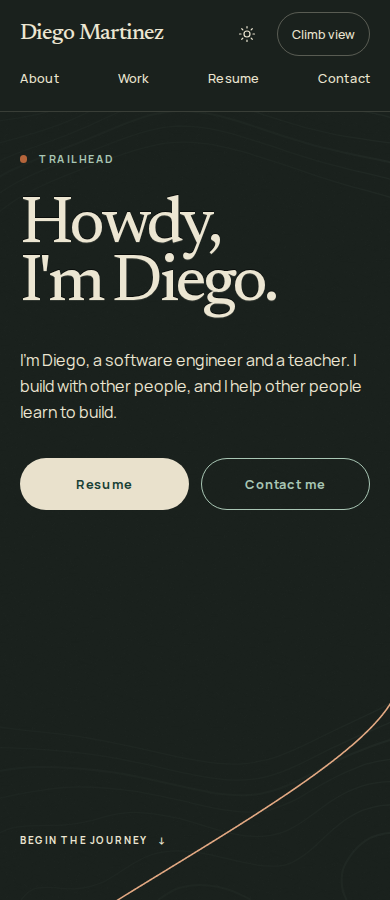 Diego Martinez
Climb view
About Work Resume Contact
TRAILHEAD
Howdy,
I'm Diego.
I'm Diego, a software engineer and a teacher. I
build with other people, and I help other people
learn to build.
Resume Contact me
BEGIN THE JOURNEY ↓